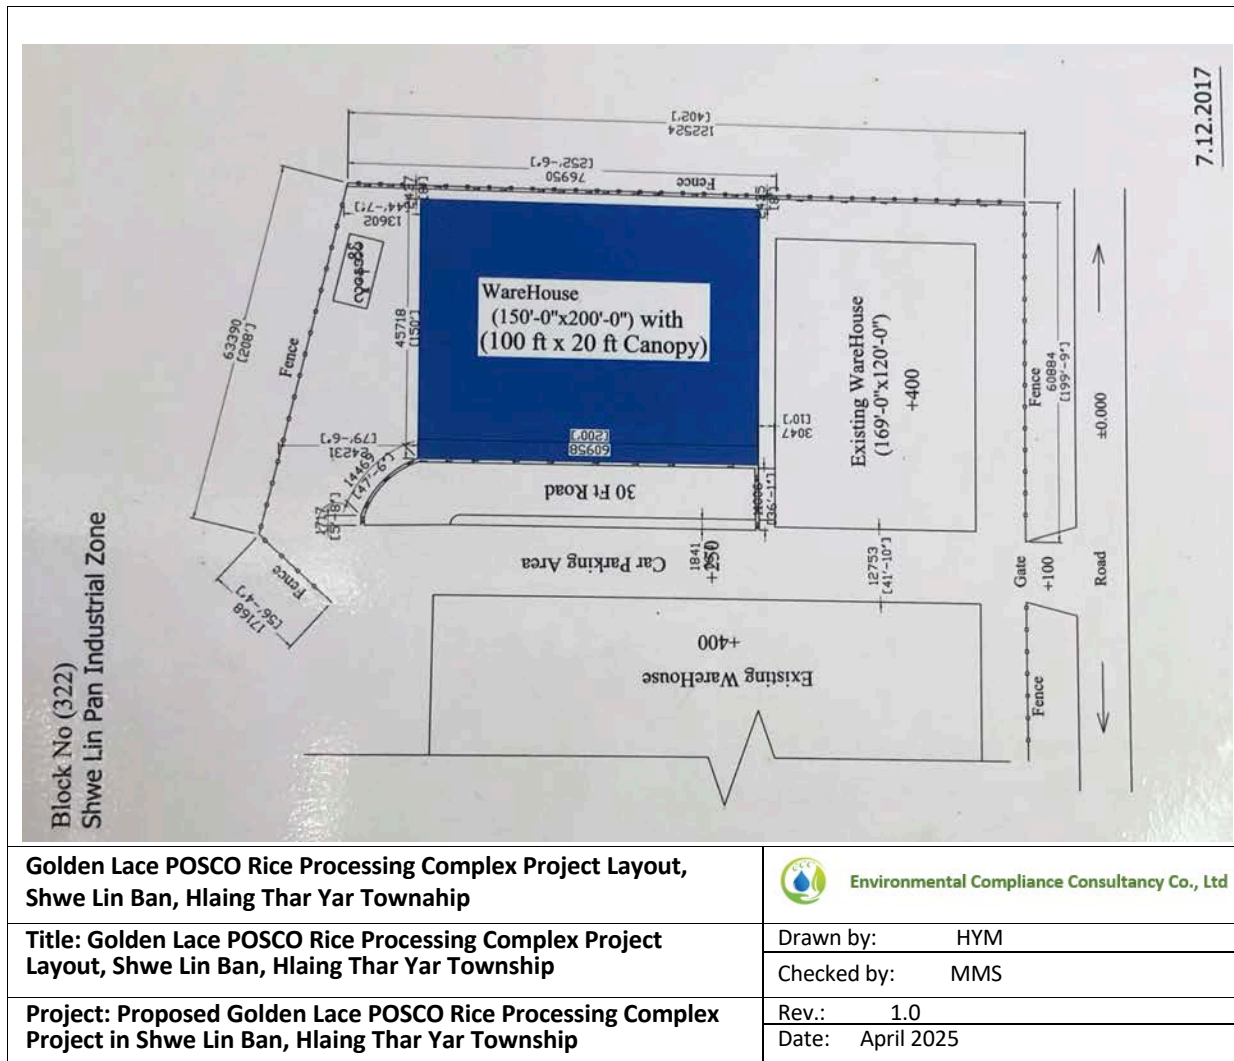 7.12.2017
122524
[402']
76950
[252'-6"]
Fence
63390
[208']
Fence
13602
45718
[150']
WareHouse
(150'-0"x200'-0") with
(100 ft x 20 ft Canopy)
Existing WareHouse
(169'-0"x120'-0")
+400
Fence
60884
[199'-9"]
±0.000
3047
[10']
60958
[200']
24231
[79'-6"]
14469
[47'-6"]
30 Ft Road
[36'-1"]
Car Parking Area
1841
+250
12753
[41'-10"]
Gate
+100
Road
Fence
17168
[56'-4"]
Existing WareHouse
+400
Fence
Block No (322)
Shwe Lin Pan Industrial Zone
Golden Lace POSCO Rice Processing Complex Project Layout,
Shwe Lin Ban, Hlaing Thar Yar Townahip
Environmental Compliance Consultancy Co., Ltd
Title: Golden Lace POSCO Rice Processing Complex Project
Layout, Shwe Lin Ban, Hlaing Thar Yar Township
Drawn by: HYM
Checked by: MMS
Project: Proposed Golden Lace POSCO Rice Processing Complex
Project in Shwe Lin Ban, Hlaing Thar Yar Township
Rev.: 1.0
Date: April 2025